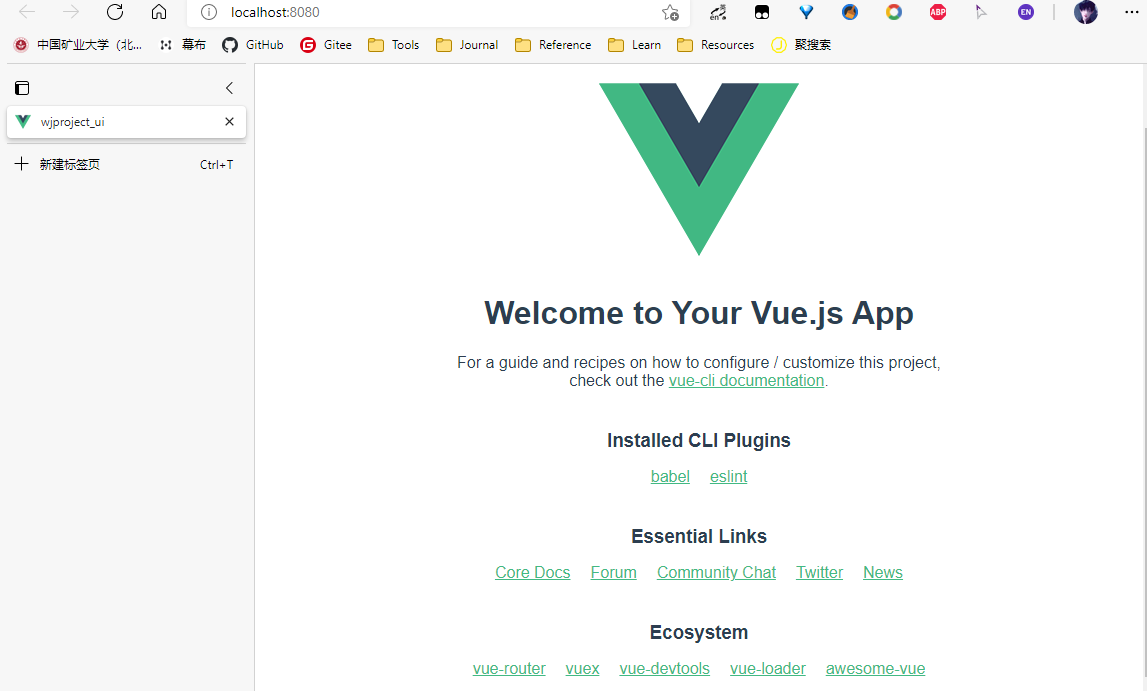 localhost:8080
en
ABP
EN
中国矿业大学（北... 幕布 GitHub Gitee Tools Journal Reference Learn Resources 聚搜索
wjproject_ui
新建标签页 Ctrl+T
Welcome to Your Vue.js App
For a guide and recipes on how to configure / customize this project,
check out the vue-cli documentation.
Installed CLI Plugins
babel eslint
Essential Links
Core Docs Forum Community Chat Twitter News
Ecosystem
vue-router vuex vue-devtools vue-loader awesome-vue